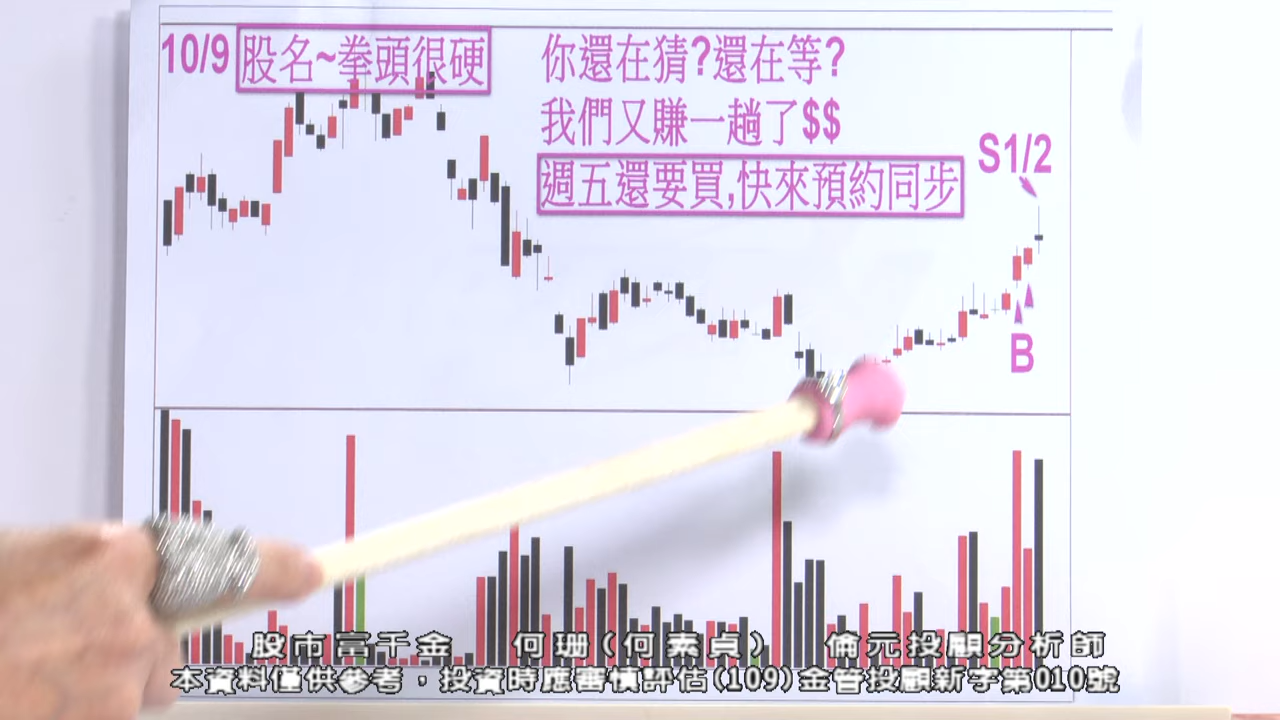 10/9 股名~拳頭很硬
你還在猜?還在等?
我們又賺一趟了$$
週五還要買,快來預約同步
S1/2
B
股市富千金 何珊(何素貞) 倫元投顧分析師
本資料僅供參考，投資時應審慎評估(109)金管投顧新字第010號